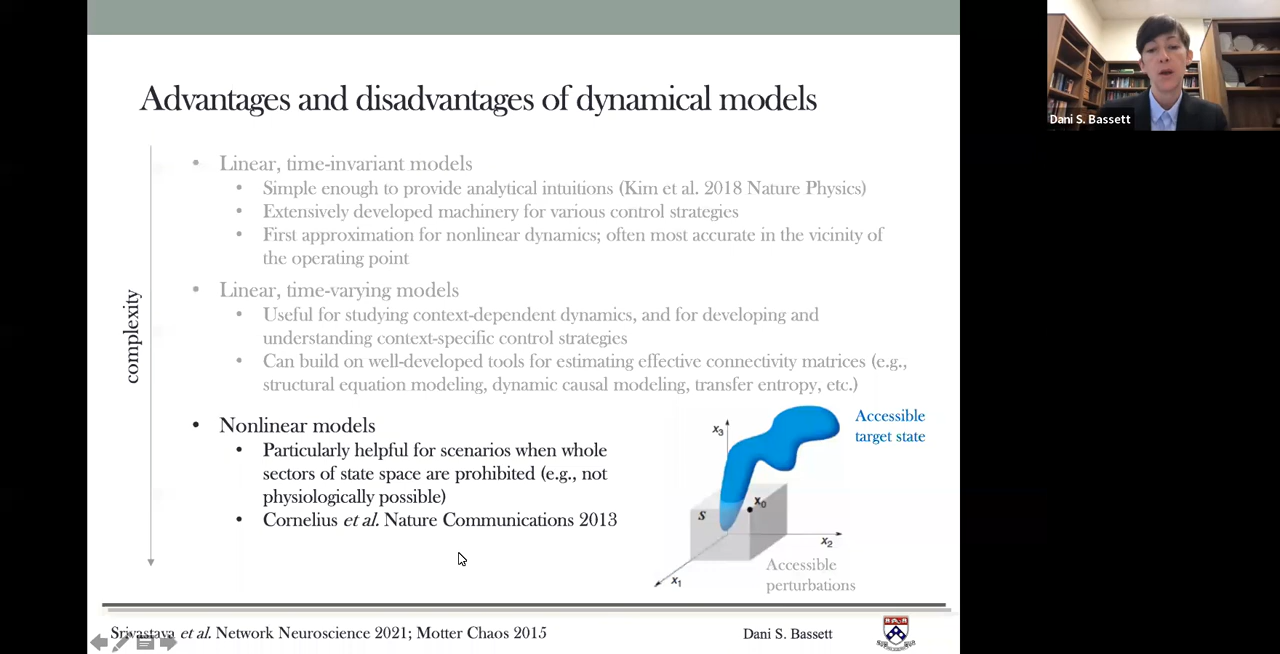 Advantages and disadvantages of dynamical models
complexity
• Linear, time-invariant models
• Simple enough to provide analytical intuitions (Kim et al. 2018 Nature Physics)
• Extensively developed machinery for various control strategies
• First approximation for nonlinear dynamics; often most accurate in the vicinity of
the operating point
• Linear, time-varying models
• Useful for studying context-dependent dynamics, and for developing and
understanding context-specific control strategies
• Can build on well-developed tools for estimating effective connectivity matrices (e.g.,
structural equation modeling, dynamic causal modeling, transfer entropy, etc.)
• Nonlinear models
• Particularly helpful for scenarios when whole
sectors of state space are prohibited (e.g., not
physiologically possible)
• Cornelius et al. Nature Communications 2013
x3
Accessible
target state
S
x0
x2
x1
Accessible
perturbations
Srivastava et al. Network Neuroscience 2021; Motter Chaos 2015
Dani S. Bassett
Dani S. Bassett